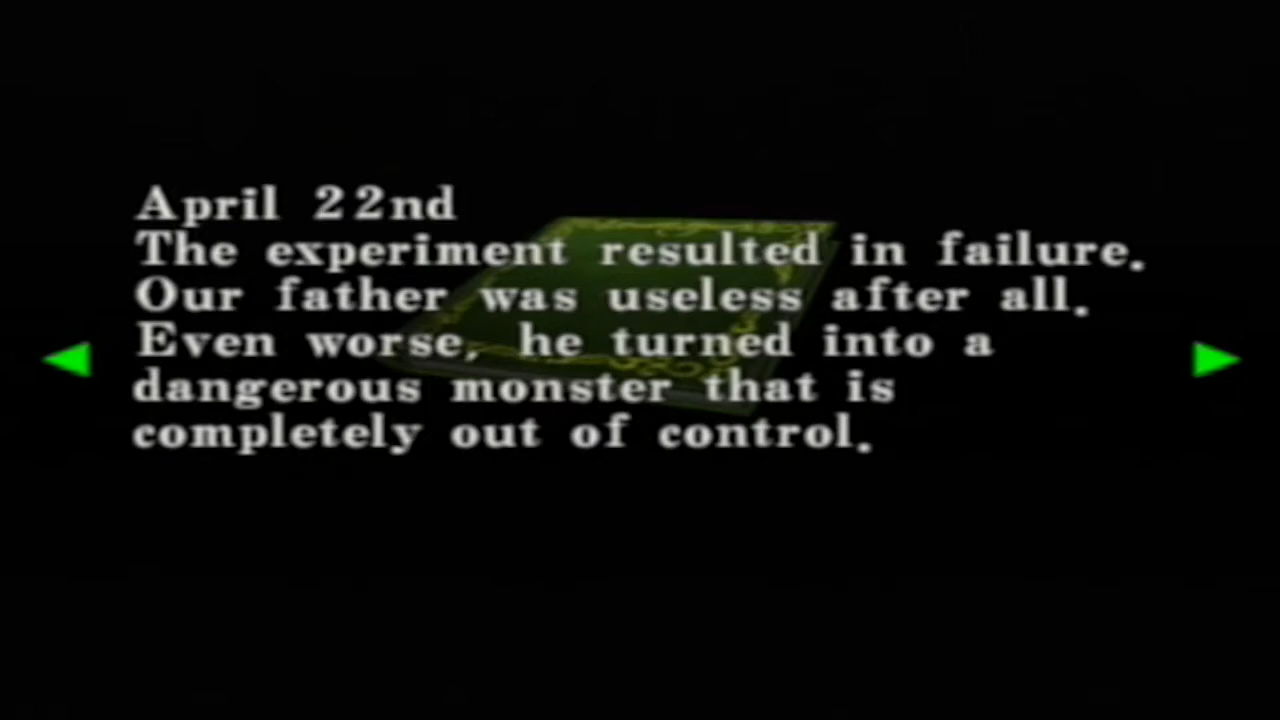 April 22nd
The experiment resulted in failure.
Our father was useless after all.
Even worse, he turned into a
dangerous monster that is
completely out of control.